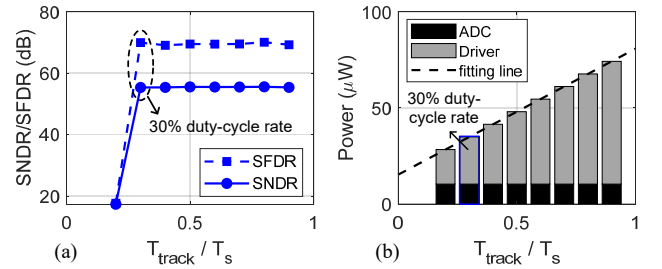 SNDR/SFDR (dB)
80
60
40
20
30% duty-cycle rate
SFDR
SNDR
0
0.5
1
T_track / T_s
(a)
Power (μW)
100
50
0
ADC
Driver
fitting line
30% duty-
cycle rate
0
0.5
1
T_track / T_s
(b)